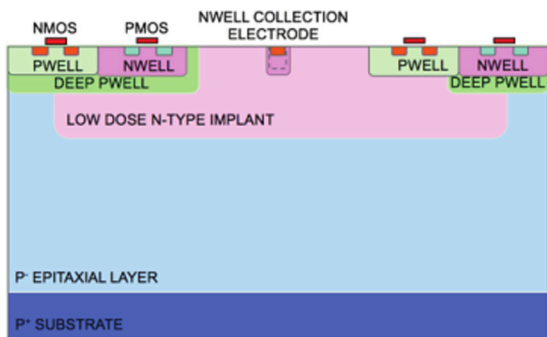 NMOS
PMOS
NWELL COLLECTION
ELECTRODE
PWELL
NWELL
PWELL
NWELL
DEEP PWELL
DEEP PWELL
LOW DOSE N-TYPE IMPLANT
P⁻ EPITAXIAL LAYER
P⁺ SUBSTRATE